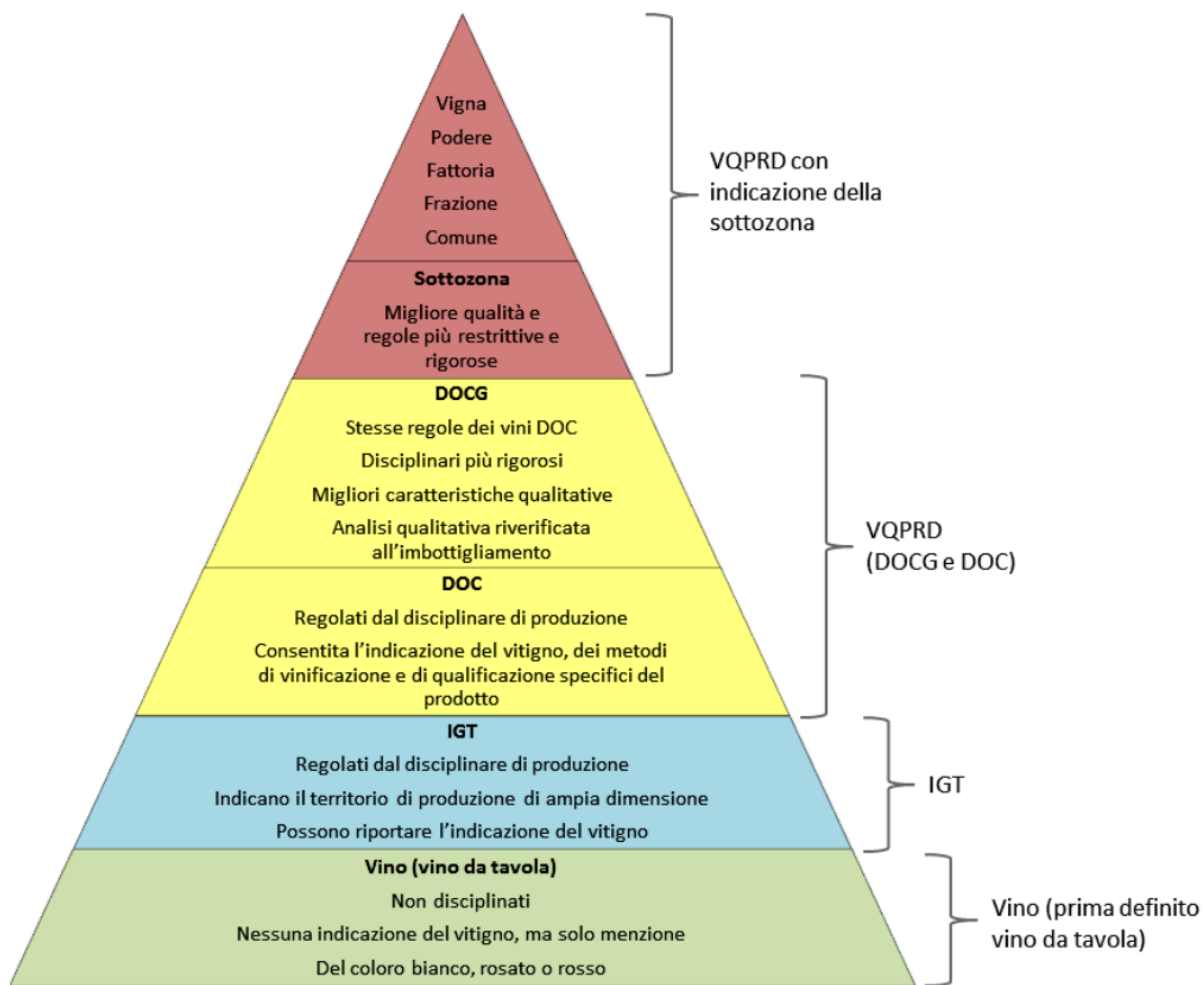 Vigna
Podere
Fattoria
Frazione
Comune
VQPRD con
indicazione della
sottozona
Sottozona
Migliore qualità e
regole più restrittive e
rigorose
DOCG
Stesse regole dei vini DOC
Disciplinari più rigorosi
Migliori caratteristiche qualitative
Analisi qualitativa riverificata
all'imbottigliamento
VQPRD
(DOCG e DOC)
DOC
Regolati dal disciplinare di produzione
Consentita l'indicazione del vitigno, dei metodi
di vinificazione e di qualificazione specifici del
prodotto
IGT
Regolati dal disciplinare di produzione
Indicano il territorio di produzione di ampia dimensione
Possono riportare l'indicazione del vitigno
IGT
Vino (vino da tavola)
Non disciplinati
Nessuna indicazione del vitigno, ma solo menzione
Del coloro bianco, rosato o rosso
Vino (prima definito
vino da tavola)